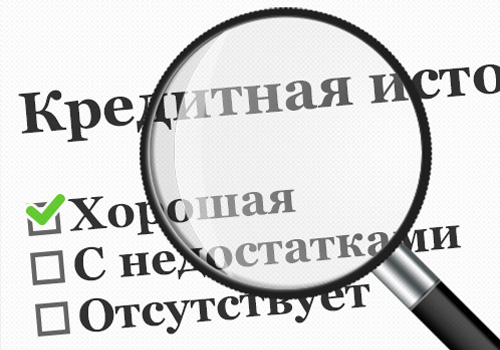 Кредитная исто
Хорошая
С недостатками
Отсутствует